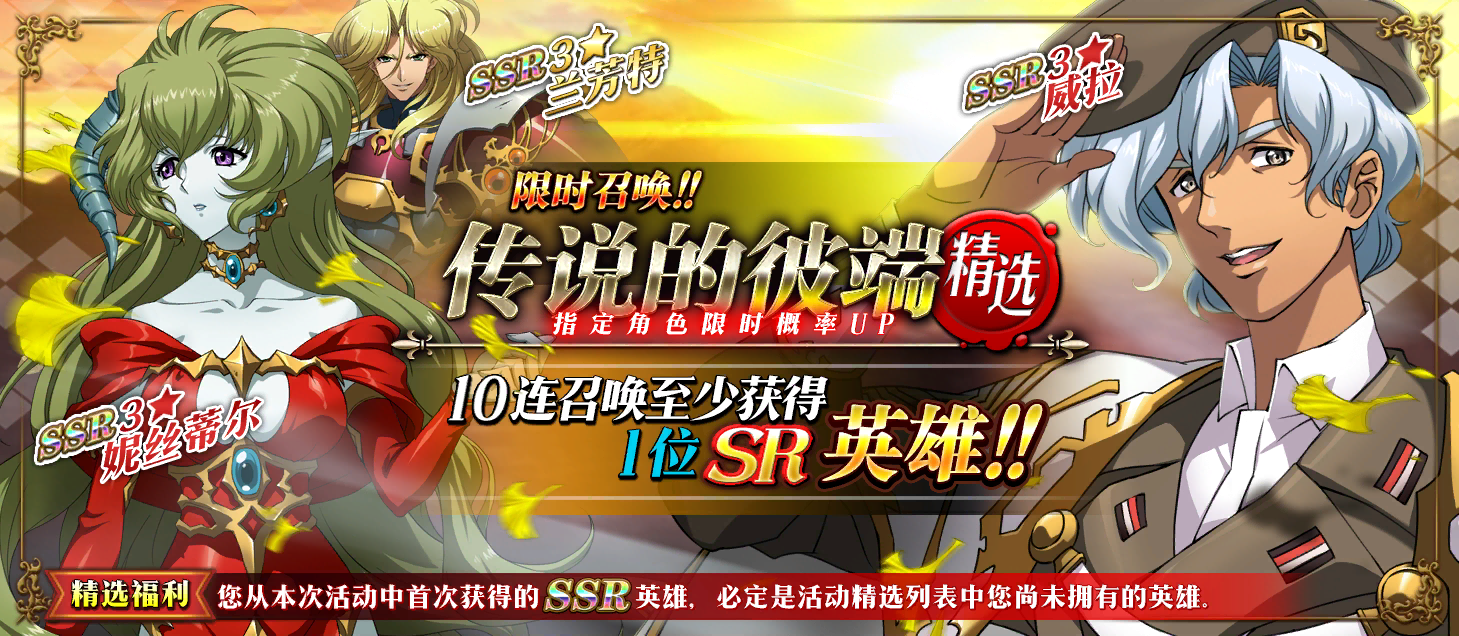 SSR3★
兰芳特
SSR3★
威拉
限时召唤!!
传说的彼端
精选
指定角色限时概率UP
10连召唤至少获得
1位SR英雄!!
SSR3★
妮丝蒂尔
精选福利
您从本次活动中首次获得的SSR英雄，必定是活动精选列表中您尚未拥有的英雄。